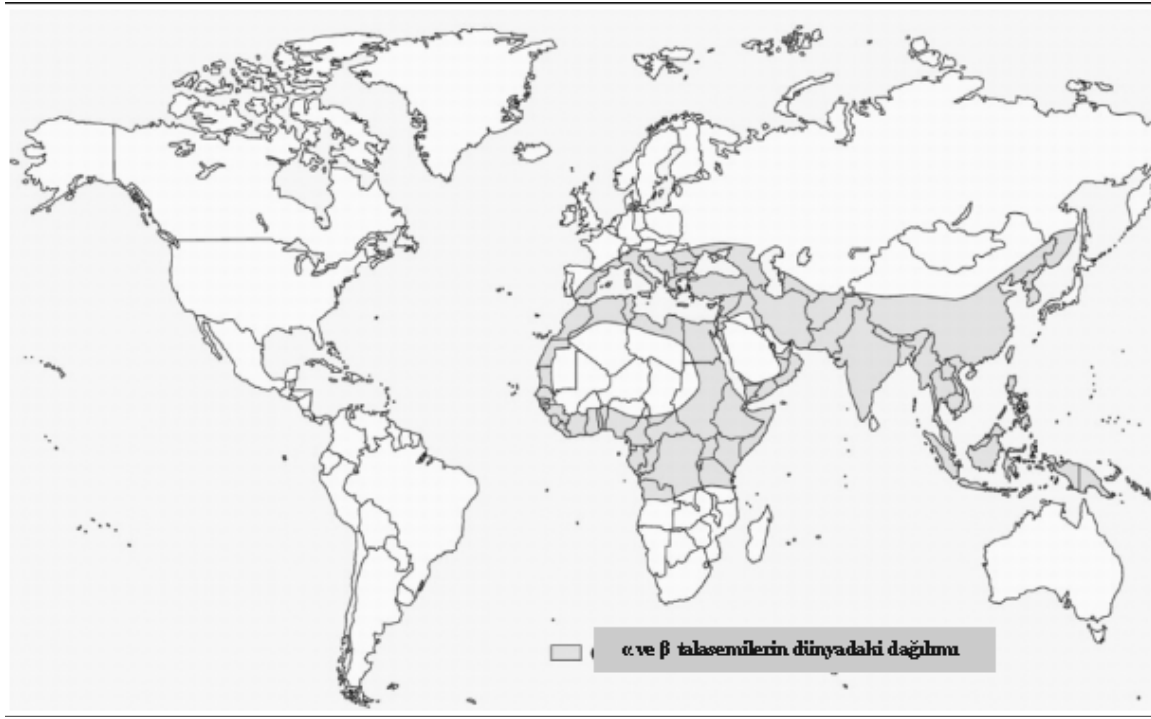 α ve β talasemilerin dünyadaki dağılımı